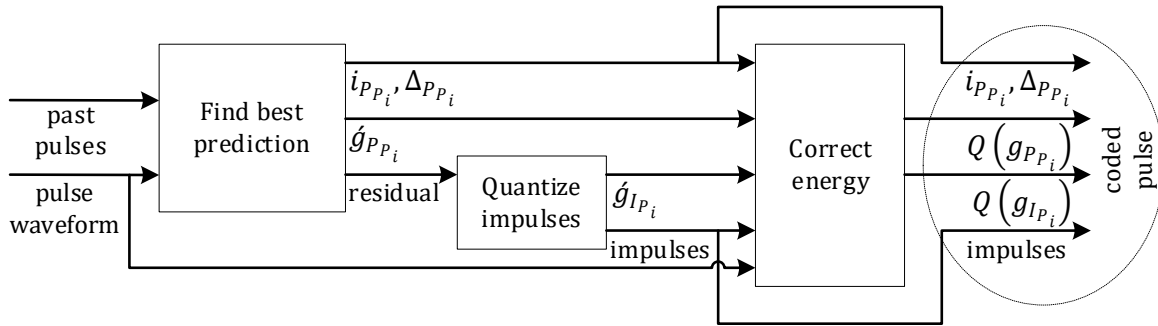 past
pulses
pulse
waveform
Find best
prediction
i_{P_{P_i}}, Δ_{P_{P_i}}
ǵ_{P_{P_i}}
residual
Quantize
impulses
ǵ_{I_{P_i}}
impulses
Correct
energy
i_{P_{P_i}}, Δ_{P_{P_i}}
Q(g_{P_{P_i}})
Q(g_{I_{P_i}})
impulses
coded
pulse